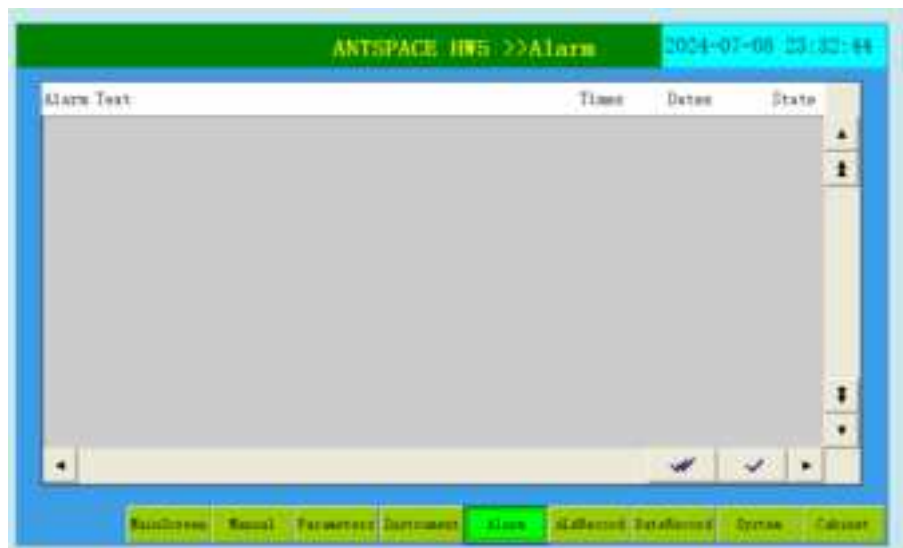 ANTSPACE HW5 >>Alarm 2024-07-08 23:32:44
Alarm Text Times Dates State
MainScreen Manual Parameters Instrument Alarm aLdRecord DataRecord System Cabinet